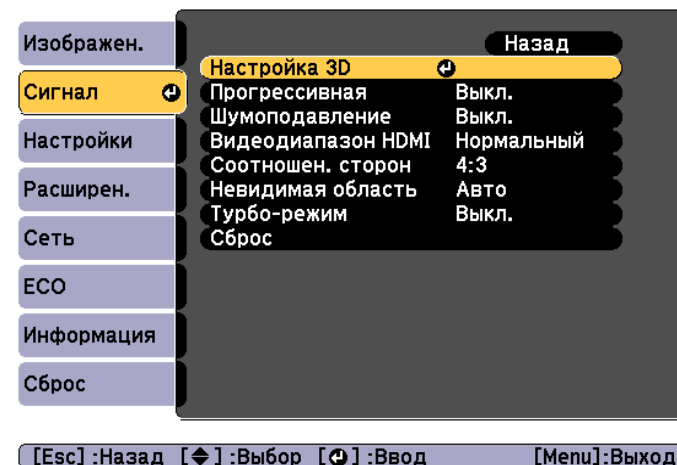 Изображен.
Сигнал
Настройки
Расширен.
Сеть
ECO
Информация
Сброс
Назад
Настройка 3D
Прогрессивная Выкл.
Шумоподавление Выкл.
Видеодиапазон HDMI Нормальный
Соотношен. сторон 4:3
Невидимая область Авто
Турбо-режим Выкл.
Сброс
[Esc]:Назад [◆]:Выбор [⏎]:Ввод [Menu]:Выход